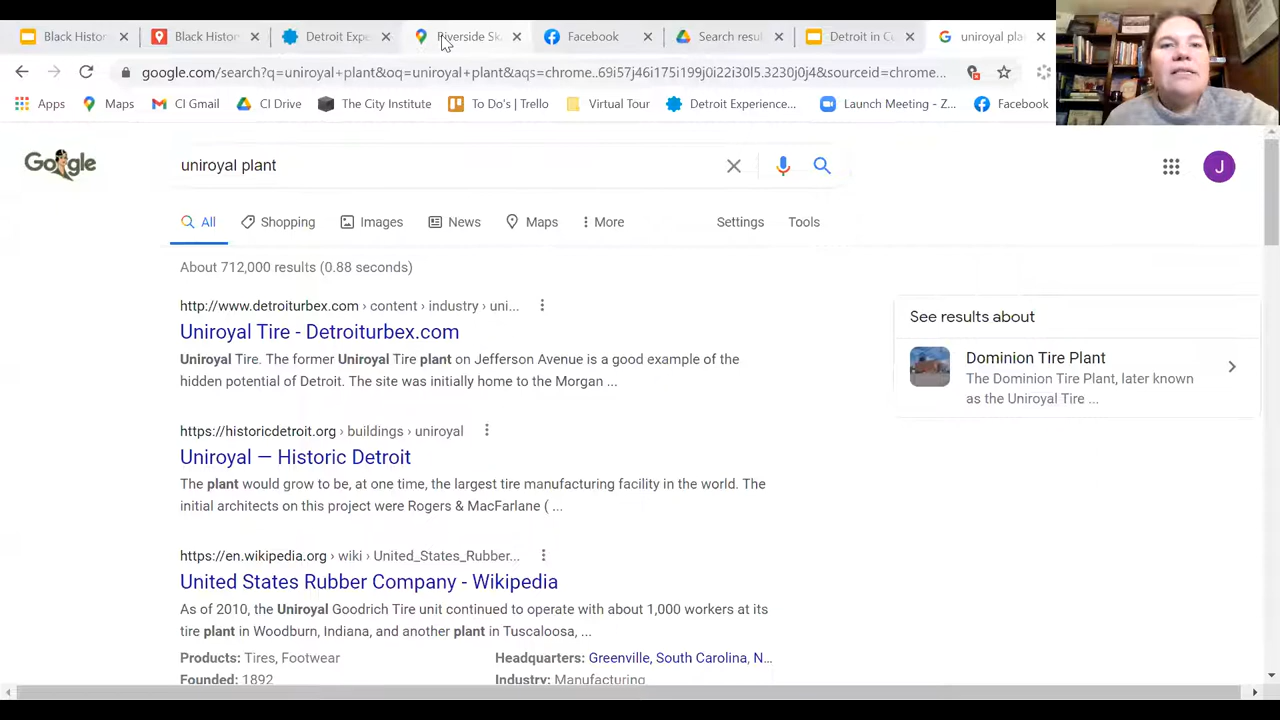 Black Histor
Black Histo
Detroit Expe
Riverside Sk
Facebook
Search resul
Detroit in Cu
uniroyal pla
google.com/search?q=uniroyal+plant&oq=uniroyal+plant&aqs=chrome..69i57j46i175i199j0i22i30l5.3230j0j4&sourceid=chrome...
Apps
Maps
CI Gmail
CI Drive
The City Institute
To Do's | Trello
Virtual Tour
Detroit Experience...
Launch Meeting - Z...
Facebook
Google
uniroyal plant
J
All
Shopping
Images
News
Maps
More
Settings
Tools
About 712,000 results (0.88 seconds)
http://www.detroiturbex.com › content › industry › uni...
Uniroyal Tire - Detroiturbex.com
Uniroyal Tire. The former Uniroyal Tire plant on Jefferson Avenue is a good example of the
hidden potential of Detroit. The site was initially home to the Morgan ...
https://historicdetroit.org › buildings › uniroyal
Uniroyal — Historic Detroit
The plant would grow to be, at one time, the largest tire manufacturing facility in the world. The
initial architects on this project were Rogers & MacFarlane ( ...
https://en.wikipedia.org › wiki › United_States_Rubber...
United States Rubber Company - Wikipedia
As of 2010, the Uniroyal Goodrich Tire unit continued to operate with about 1,000 workers at its
tire plant in Woodburn, Indiana, and another plant in Tuscaloosa, ...
Products: Tires, Footwear
Headquarters: Greenville, South Carolina, N...
Founded: 1892
Industry: Manufacturing
See results about
Dominion Tire Plant
The Dominion Tire Plant, later known
as the Uniroyal Tire ...